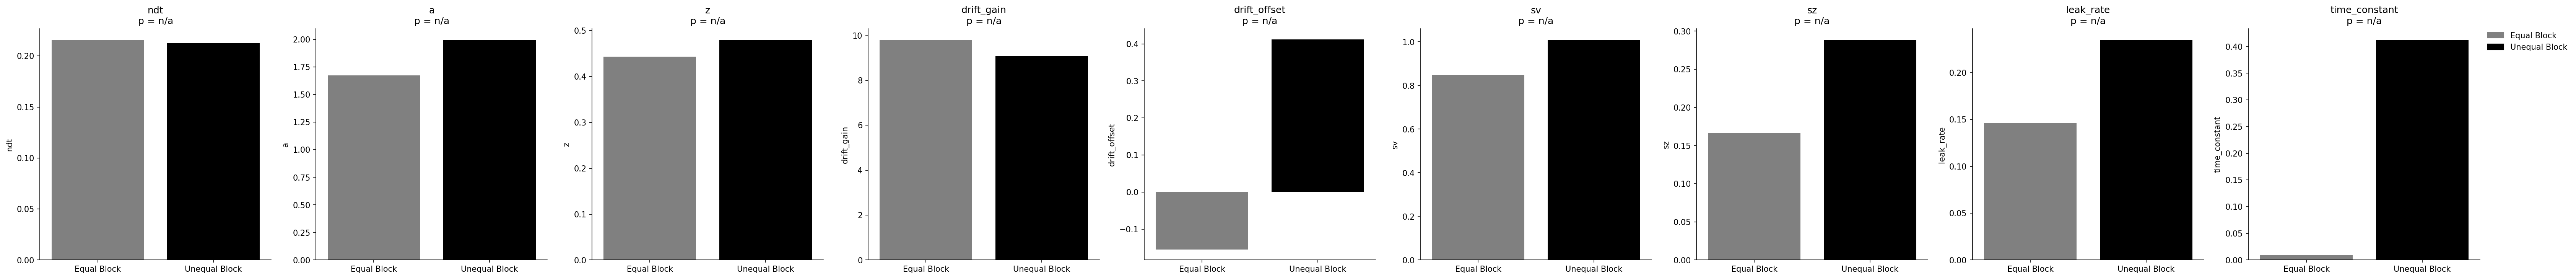 ndt
p = n/a
0.20
0.15
0.10
0.05
0.00
ndt
Equal Block
Unequal Block
a
p = n/a
2.00
1.75
1.50
1.25
1.00
0.75
0.50
0.25
0.00
a
Equal Block
Unequal Block
z
p = n/a
0.5
0.4
0.3
0.2
0.1
0.0
z
Equal Block
Unequal Block
drift_gain
p = n/a
10
8
6
4
2
0
drift_gain
Equal Block
Unequal Block
drift_offset
p = n/a
0.4
0.3
0.2
0.1
0.0
−0.1
drift_offset
Equal Block
Unequal Block
sv
p = n/a
1.0
0.8
0.6
0.4
0.2
0.0
sv
Equal Block
Unequal Block
sz
p = n/a
0.30
0.25
0.20
0.15
0.10
0.05
0.00
sz
Equal Block
Unequal Block
leak_rate
p = n/a
0.20
0.15
0.10
0.05
0.00
leak_rate
Equal Block
Unequal Block
time_constant
p = n/a
0.40
0.35
0.30
0.25
0.20
0.15
0.10
0.05
0.00
time_constant
Equal Block
Unequal Block
Equal Block
Unequal Block